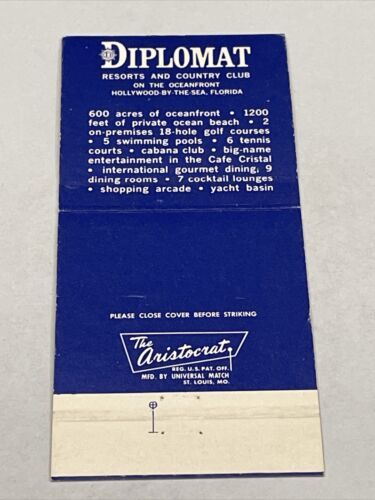 DIPLOMAT
RESORTS AND COUNTRY CLUB
ON THE OCEANFRONT
HOLLYWOOD-BY-THE-SEA, FLORIDA
600 acres of oceanfront • 1200
feet of private ocean beach • 2
on-premises 18-hole golf courses
• 5 swimming pools • 6 tennis
courts • cabana club • big-name
entertainment in the Cafe Cristal
• international gourmet dining; 9
dining rooms • 7 cocktail lounges
• shopping arcade • yacht basin
PLEASE CLOSE COVER BEFORE STRIKING
The
Aristocrat
REG. U.S. PAT. OFF.
MFD. BY UNIVERSAL MATCH
ST. LOUIS, MO.